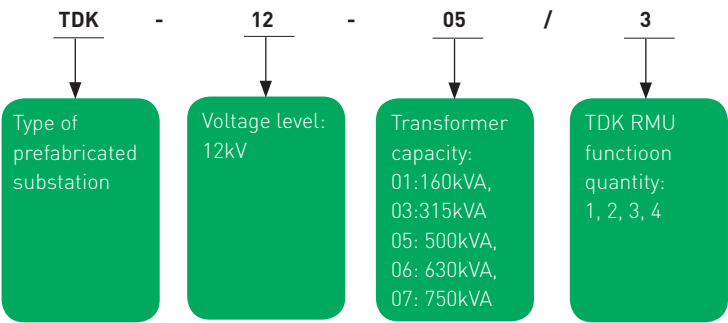 TDK - 12 - 05 / 3
Type of
prefabricated
substation
Voltage level:
12kV
Transformer
capacity:
01:160kVA,
03:315kVA
05: 500kVA,
06: 630kVA,
07: 750kVA
TDK RMU
functioon
quantity:
1, 2, 3, 4